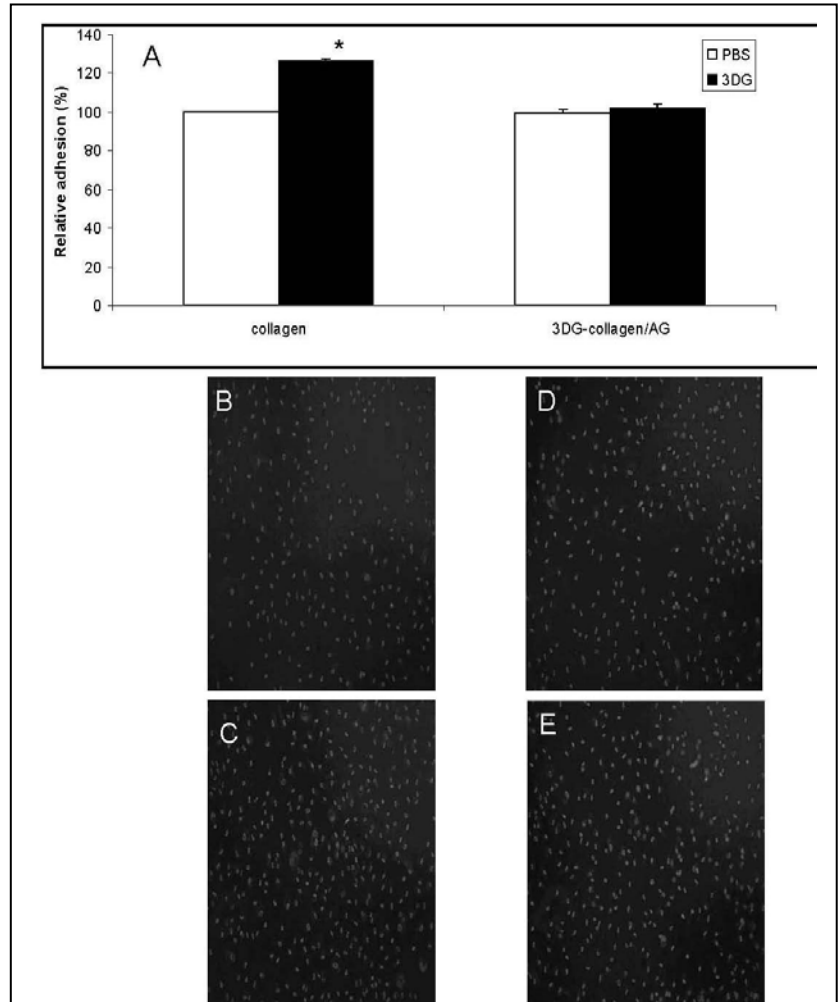 140
120
100
80
60
40
20
0
Relative adhesion (%)
A
*
PBS
3DG
collagen
3DG-collagen/AG
B
D
C
E